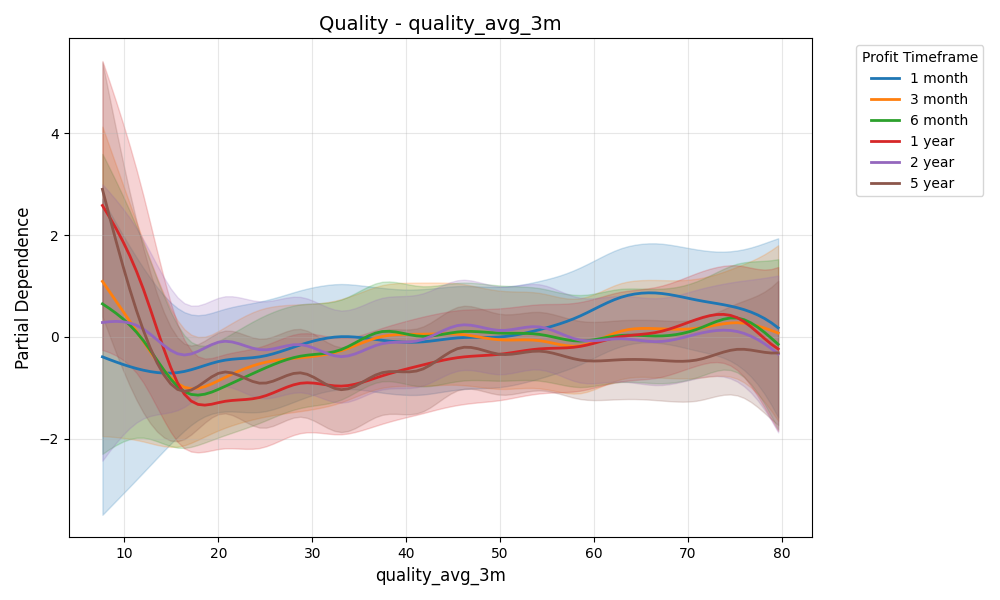 Quality - quality_avg_3m
Profit Timeframe
1 month
3 month
6 month
1 year
2 year
5 year
Partial Dependence
4
2
0
−2
10 20 30 40 50 60 70 80
quality_avg_3m